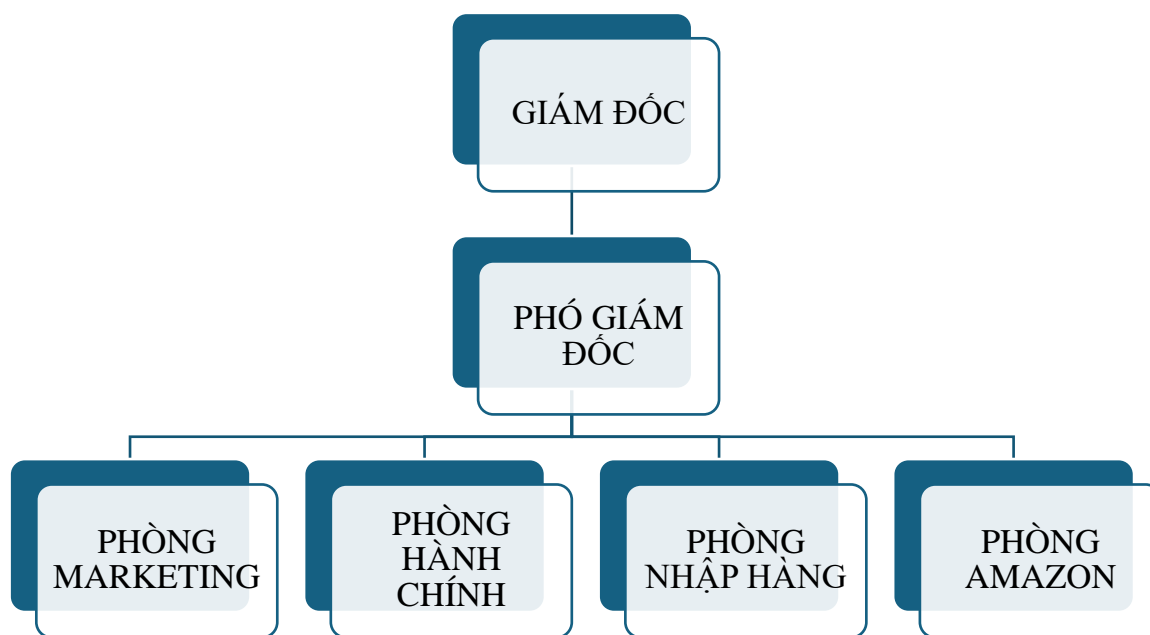 GIÁM ĐỐC
PHÓ GIÁM
ĐỐC
PHÒNG
MARKETING
PHÒNG
HÀNH
CHÍNH
PHÒNG
NHẬP HÀNG
PHÒNG
AMAZON